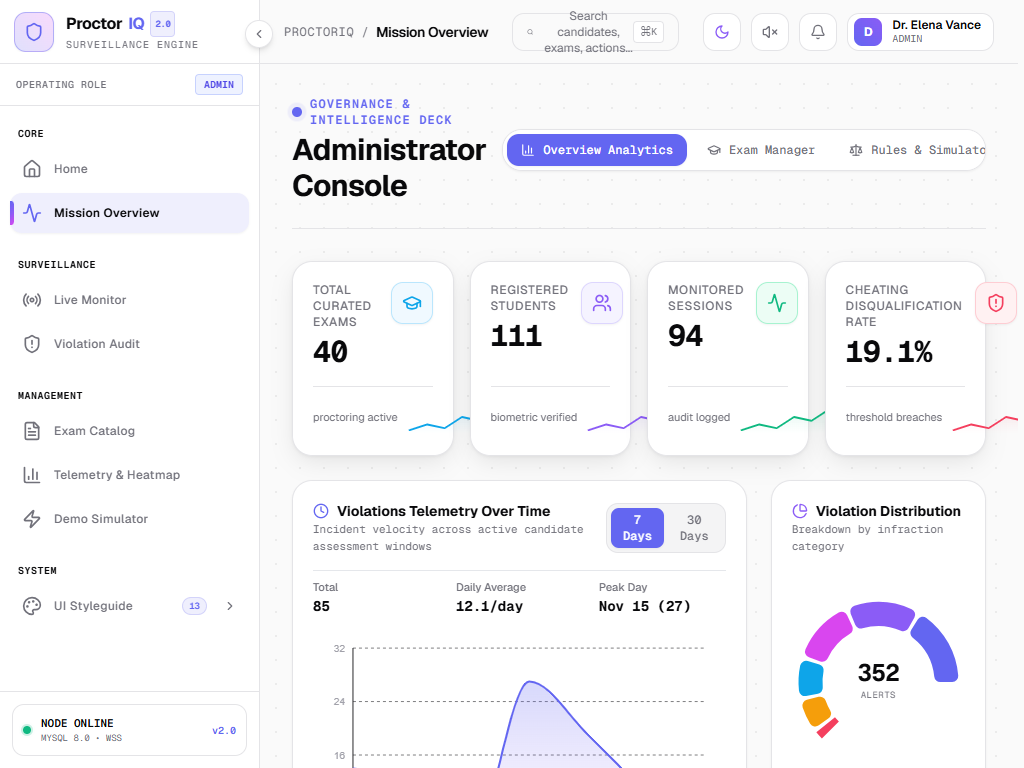 Proctor IQ 2.0
SURVEILLANCE ENGINE
OPERATING ROLE
ADMIN
CORE
Home
Mission Overview
SURVEILLANCE
Live Monitor
Violation Audit
MANAGEMENT
Exam Catalog
Telemetry & Heatmap
Demo Simulator
SYSTEM
UI Styleguide
13
NODE ONLINE
MYSQL 8.0 • WSS
v2.0
PROCTORIQ / Mission Overview
Search
candidates,
exams, actions…
⌘K
D
Dr. Elena Vance
ADMIN
GOVERNANCE &
INTELLIGENCE DECK
Administrator
Console
Overview Analytics
Exam Manager
Rules & Simulato
TOTAL
CURATED
EXAMS
40
proctoring active
REGISTERED
STUDENTS
111
biometric verified
MONITORED
SESSIONS
94
audit logged
CHEATING
DISQUALIFICATION
RATE
19.1%
threshold breaches
Violations Telemetry Over Time
Incident velocity across active candidate
assessment windows
7
Days
30
Days
Total
85
Daily Average
12.1/day
Peak Day
Nov 15 (27)
32
24
16
Violation Distribution
Breakdown by infraction
category
352
ALERTS